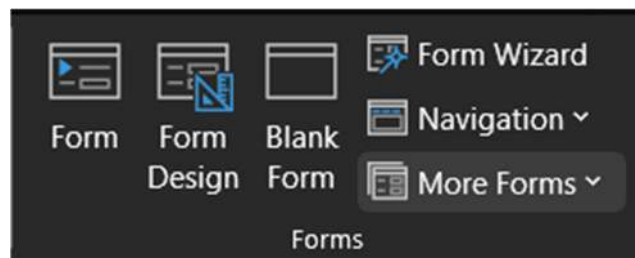 Form
Form
Design
Blank
Form
Form Wizard
Navigation
More Forms
Forms